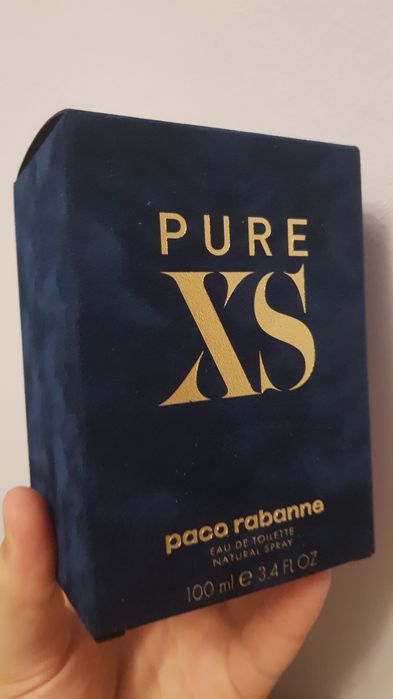 PURE
XS
paco rabanne
EAU DE TOILETTE
NATURAL SPRAY
100 ml ℮ 3.4 FL OZ